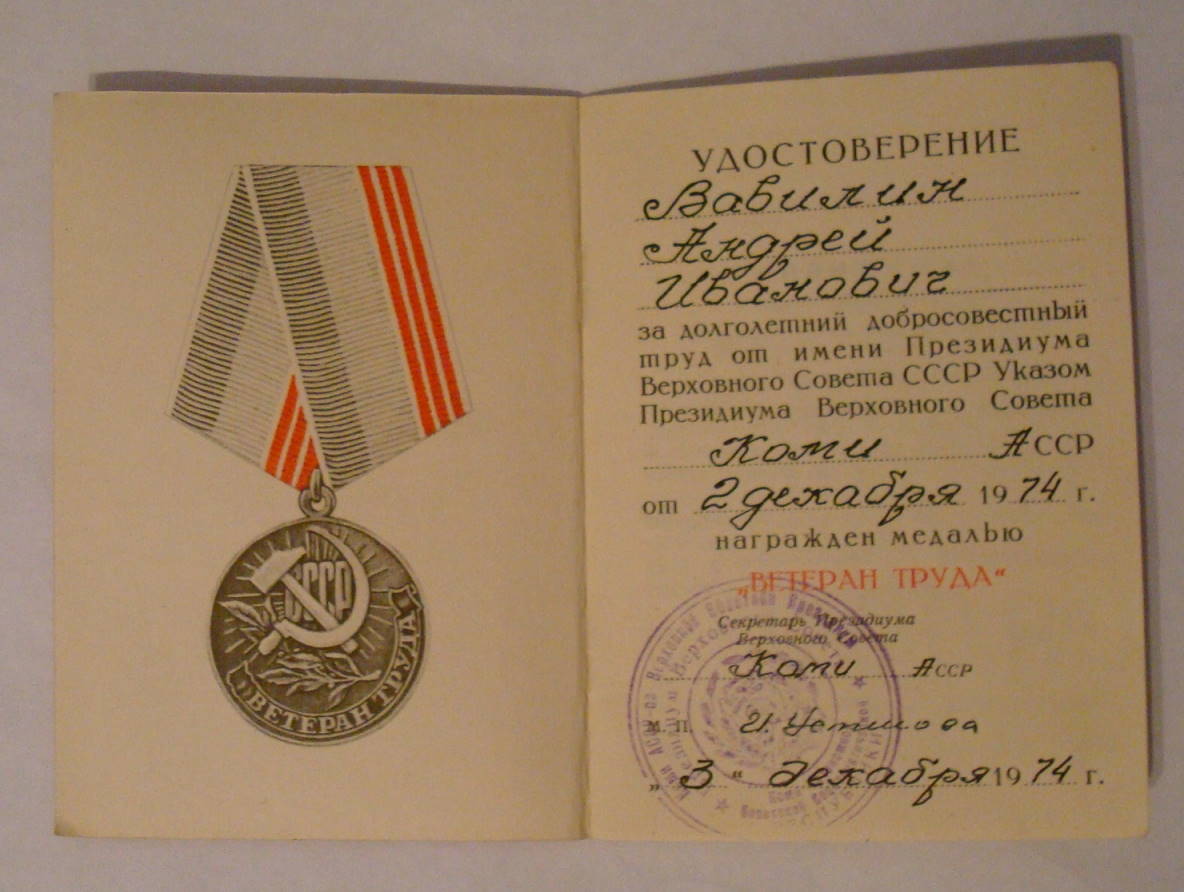 СССР
ВЕТЕРАН ТРУДА
УДОСТОВЕРЕНИЕ
Вавилин
Андрей
Иванович
за долголетний добросовестный
труд от имени Президиума
Верховного Совета СССР Указом
Президиума Верховного Совета
Коми АССР
от 2 декабря 1974 г.
награжден медалью
„ВЕТЕРАН ТРУДА“
Секретарь Президиума
Верховного Совета
Коми АССР
М. П.
„3“ декабря 1974 г.